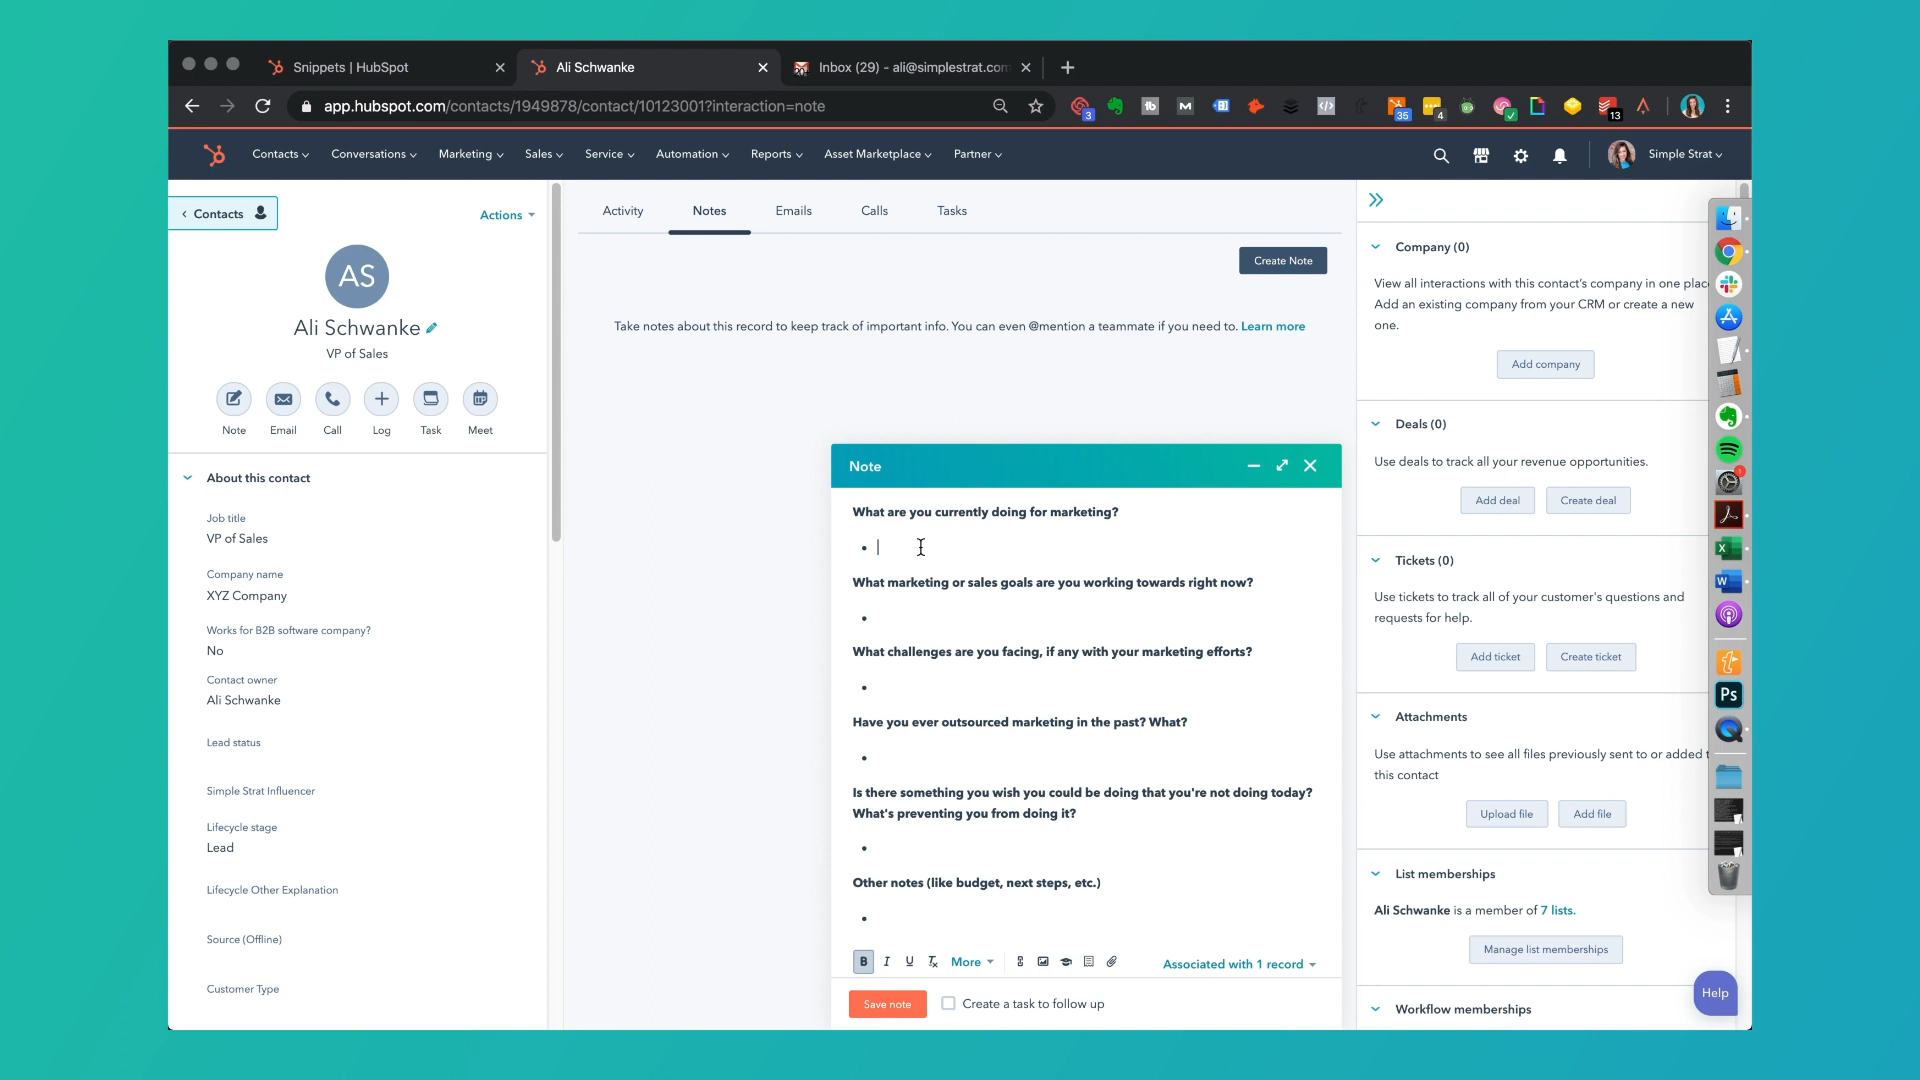 Snippets | HubSpot
Ali Schwanke
Inbox (29) - ali@simplestrat.com
app.hubspot.com/contacts/1949878/contact/10123001?interaction=note
3
35
4
13
Contacts
Conversations
Marketing
Sales
Service
Automation
Reports
Asset Marketplace
Partner
Simple Strat
Contacts
Actions
AS
Ali Schwanke
VP of Sales
Note
Email
Call
Log
Task
Meet
About this contact
Job title
VP of Sales
Company name
XYZ Company
Works for B2B software company?
No
Contact owner
Ali Schwanke
Lead status
Simple Strat Influencer
Lifecycle stage
Lead
Lifecycle Other Explanation
Source (Offline)
Customer Type
Activity
Notes
Emails
Calls
Tasks
Create Note
Take notes about this record to keep track of important info. You can even @mention a teammate if you need to. Learn more
Note
What are you currently doing for marketing?
What marketing or sales goals are you working towards right now?
What challenges are you facing, if any with your marketing efforts?
Have you ever outsourced marketing in the past? What?
Is there something you wish you could be doing that you're not doing today?
What's preventing you from doing it?
Other notes (like budget, next steps, etc.)
B I U Tx More
Associated with 1 record
Save note
Create a task to follow up
Company (0)
View all interactions with this contact's company in one place.
Add an existing company from your CRM or create a new
one.
Add company
Deals (0)
Use deals to track all your revenue opportunities.
Add deal
Create deal
Tickets (0)
Use tickets to track all of your customer's questions and
requests for help.
Add ticket
Create ticket
Attachments
Use attachments to see all files previously sent to or added t
this contact
Upload file
Add file
List memberships
Ali Schwanke is a member of 7 lists.
Manage list memberships
Workflow memberships
Help
1
X
W
Ps